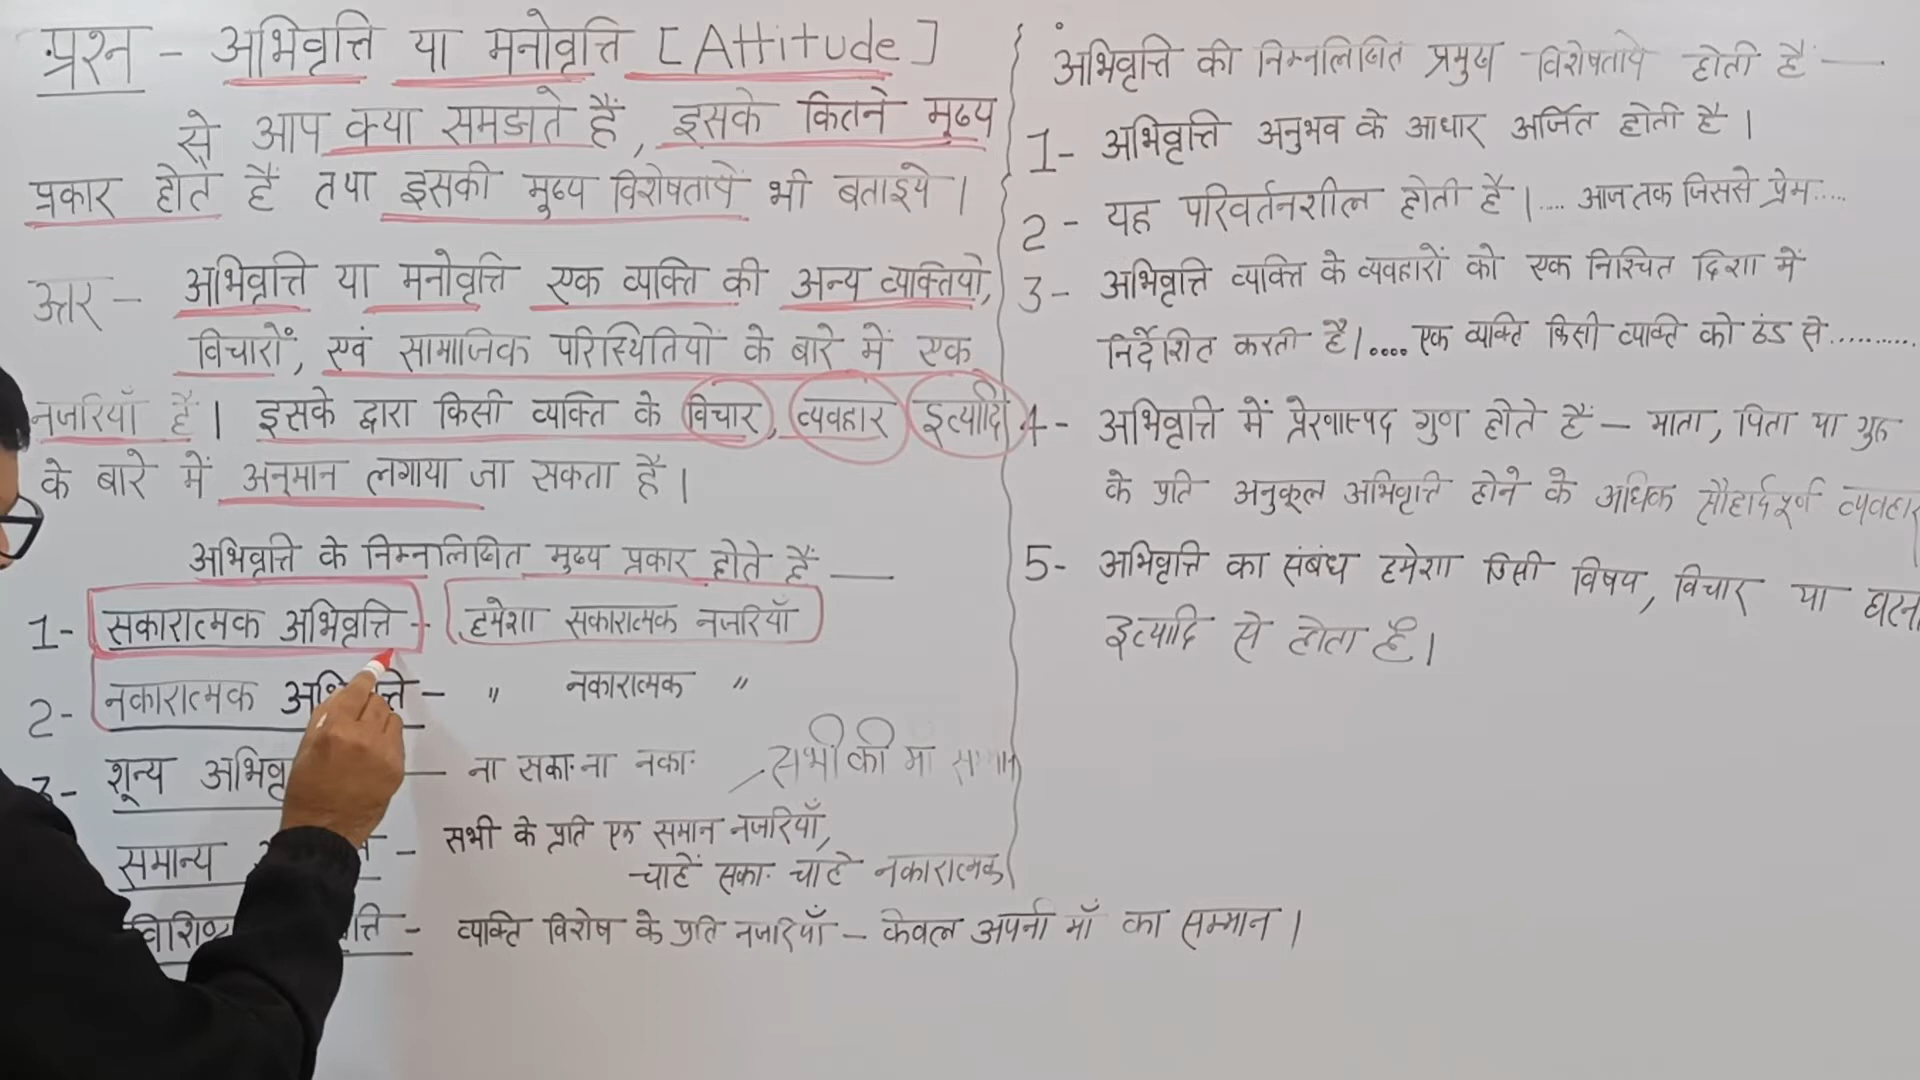 प्रश्न - अभिवृत्ति या मनोवृत्ति [Attitude]
से आप क्या समझते हैं, इसके कितने मुख्य
प्रकार होते हैं तथा इसकी मुख्य विशेषतायें भी बताइये।
उत्तर - अभिवृत्ति या मनोवृत्ति एक व्यक्ति की अन्य व्यक्तियों,
विचारों, एवं सामाजिक परिस्थितियों के बारे में एक
नजरियाँ है। इसके द्वारा किसी व्यक्ति के विचार, व्यवहार इत्यादि
के बारे में अनुमान लगाया जा सकता है।
अभिवृत्ति के निम्नलिखित मुख्य प्रकार होते हैं —
1- सकारात्मक अभिवृत्ति - हमेशा सकारात्मक नजरियाँ
2- नकारात्मक - " नकारात्मक "
3- शून्य — ना सकाः ना नकाः सभी की माँ
समान्य - सभी के प्रति एक समान नजरियाँ,
चाहें सकाः चाहे नकारात्मक
- व्यक्ति विशेष के प्रति नजरियाँ - केवल अपनी माँ का सम्मान।
अभिवृत्ति की निम्नलिखित प्रमुख विशेषतायें होती हैं —
1- अभिवृत्ति अनुभव के आधार अर्जित होती है।
2- यह परिवर्तनशील होती है। .... आज तक जिससे प्रेम .....
3- अभिवृत्ति व्यक्ति के व्यवहारों को एक निश्चित दिशा में
निर्देशित करती है। .... एक व्यक्ति किसी व्यक्ति को ठंड से ..........
4- अभिवृत्ति में प्रेरणास्पद गुण होते हैं - माता, पिता या गुरु
के प्रति अनुकूल अभिवृत्ति होने के अधिक सौहार्दपूर्ण व्यवहार
5- अभिवृत्ति का संबंध हमेशा किसी विषय, विचार या
इत्यादि से होता है।